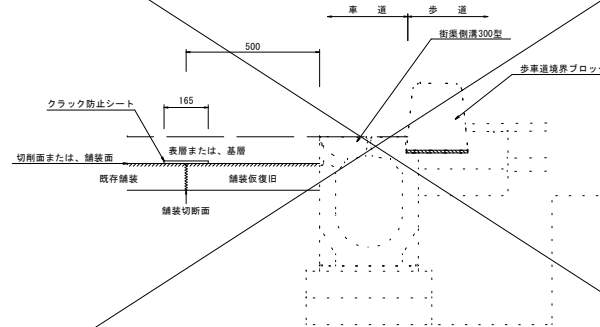 車 道
歩 道
街渠側溝300型
500
歩車道境界ブロッ
クラック防止シート
165
表層または、基層
切削面または、舗装面
既存舗装
舗装仮復旧
舗装切断面